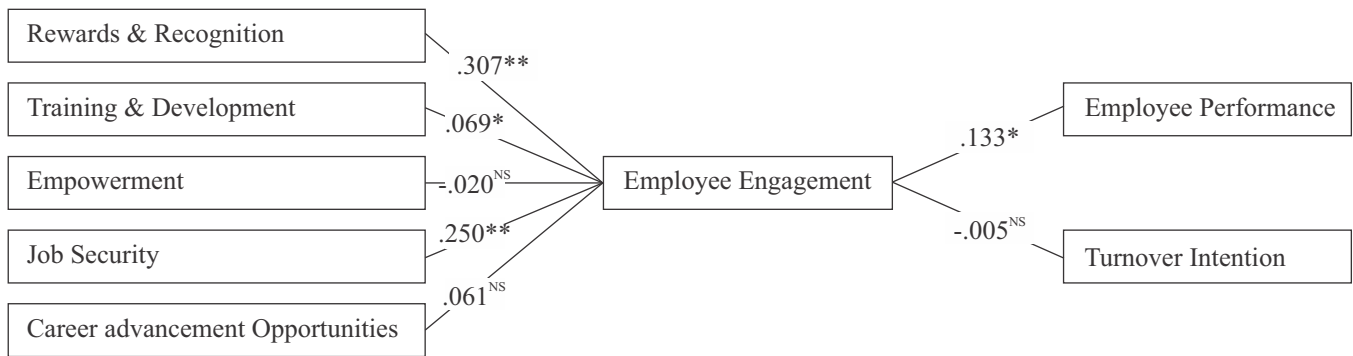 Rewards & Recognition
.307**
Training & Development
.069*
Empowerment
-.020NS
Job Security
.250**
Career advancement Opportunities
.061NS
Employee Engagement
.133*
Employee Performance
-.005NS
Turnover Intention